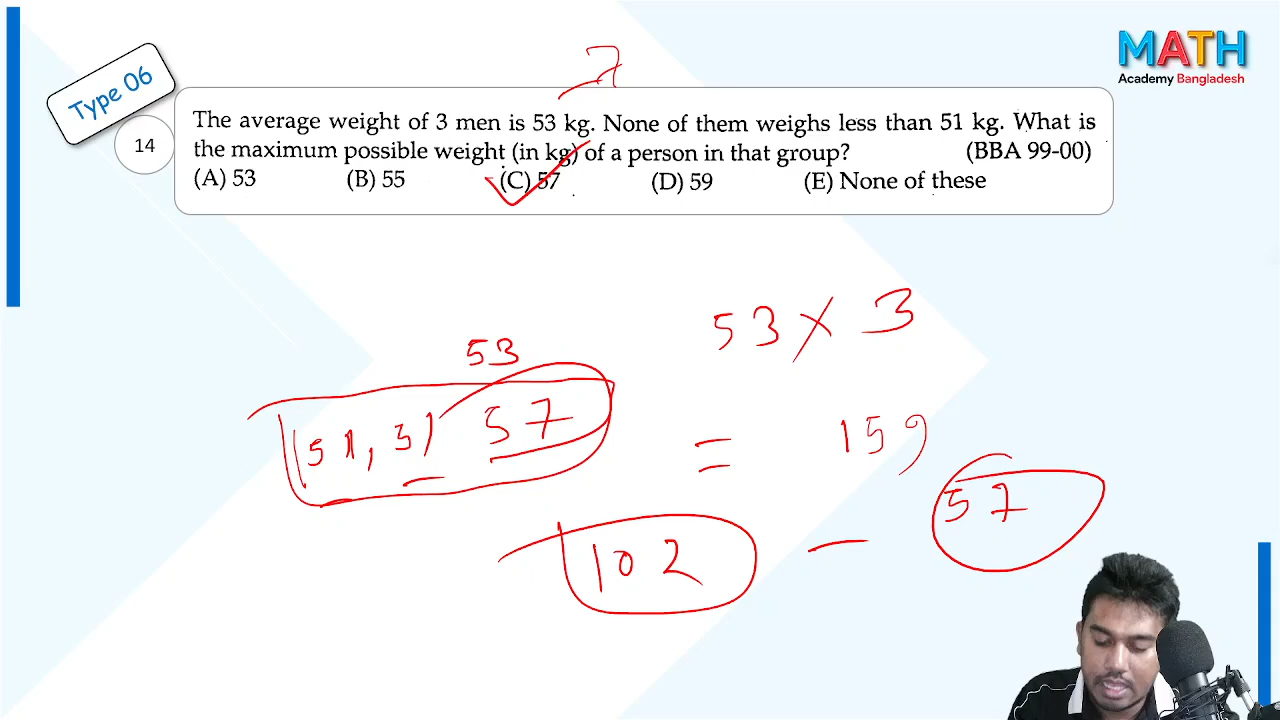 MATH
Academy Bangladesh
Type 06
7
14
The average weight of 3 men is 53 kg. None of them weighs less than 51 kg. What is
the maximum possible weight (in kg) of a person in that group? (BBA 99-00)
(A) 53 (B) 55 (C) 57 (D) 59 (E) None of these
53 × 3
53
51, 51 57
= 159
102 — 57